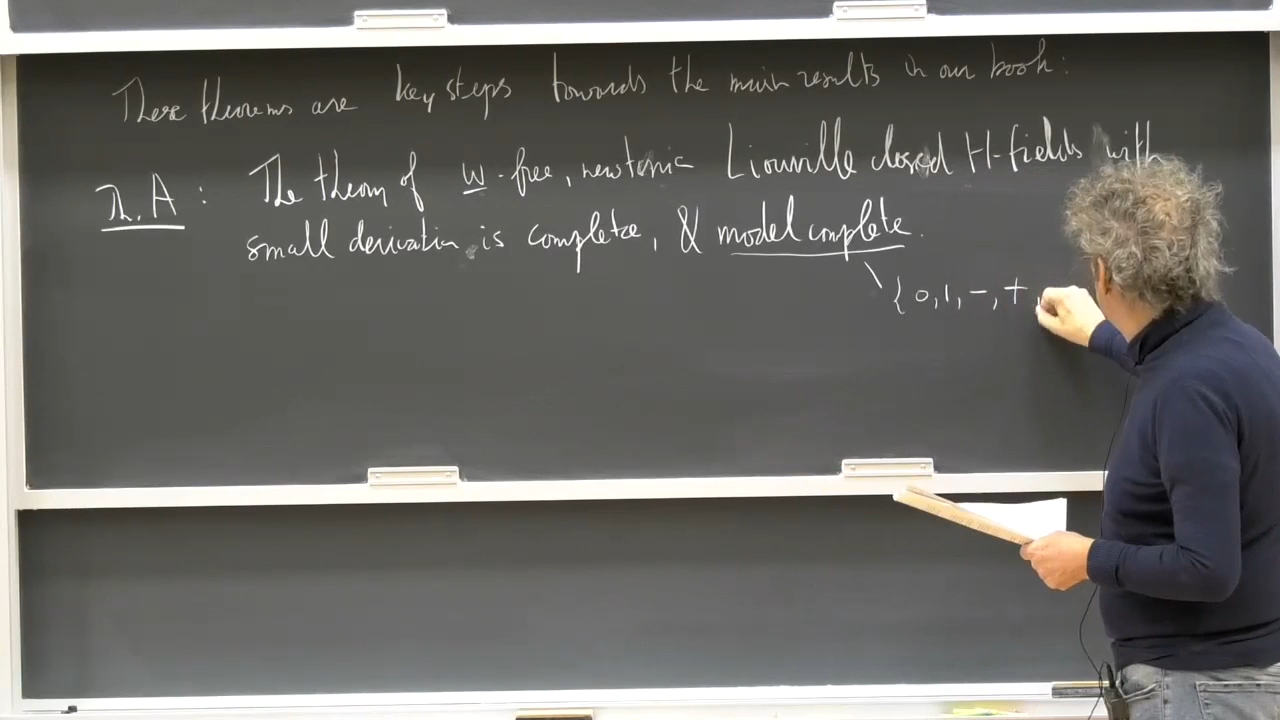 These theorems are key steps towards the main results in our book:
Th. A : The theory of ω-free, newtonian Liouville closed H-fields with
small derivation is complete, & model complete.
{0, 1, −, +,